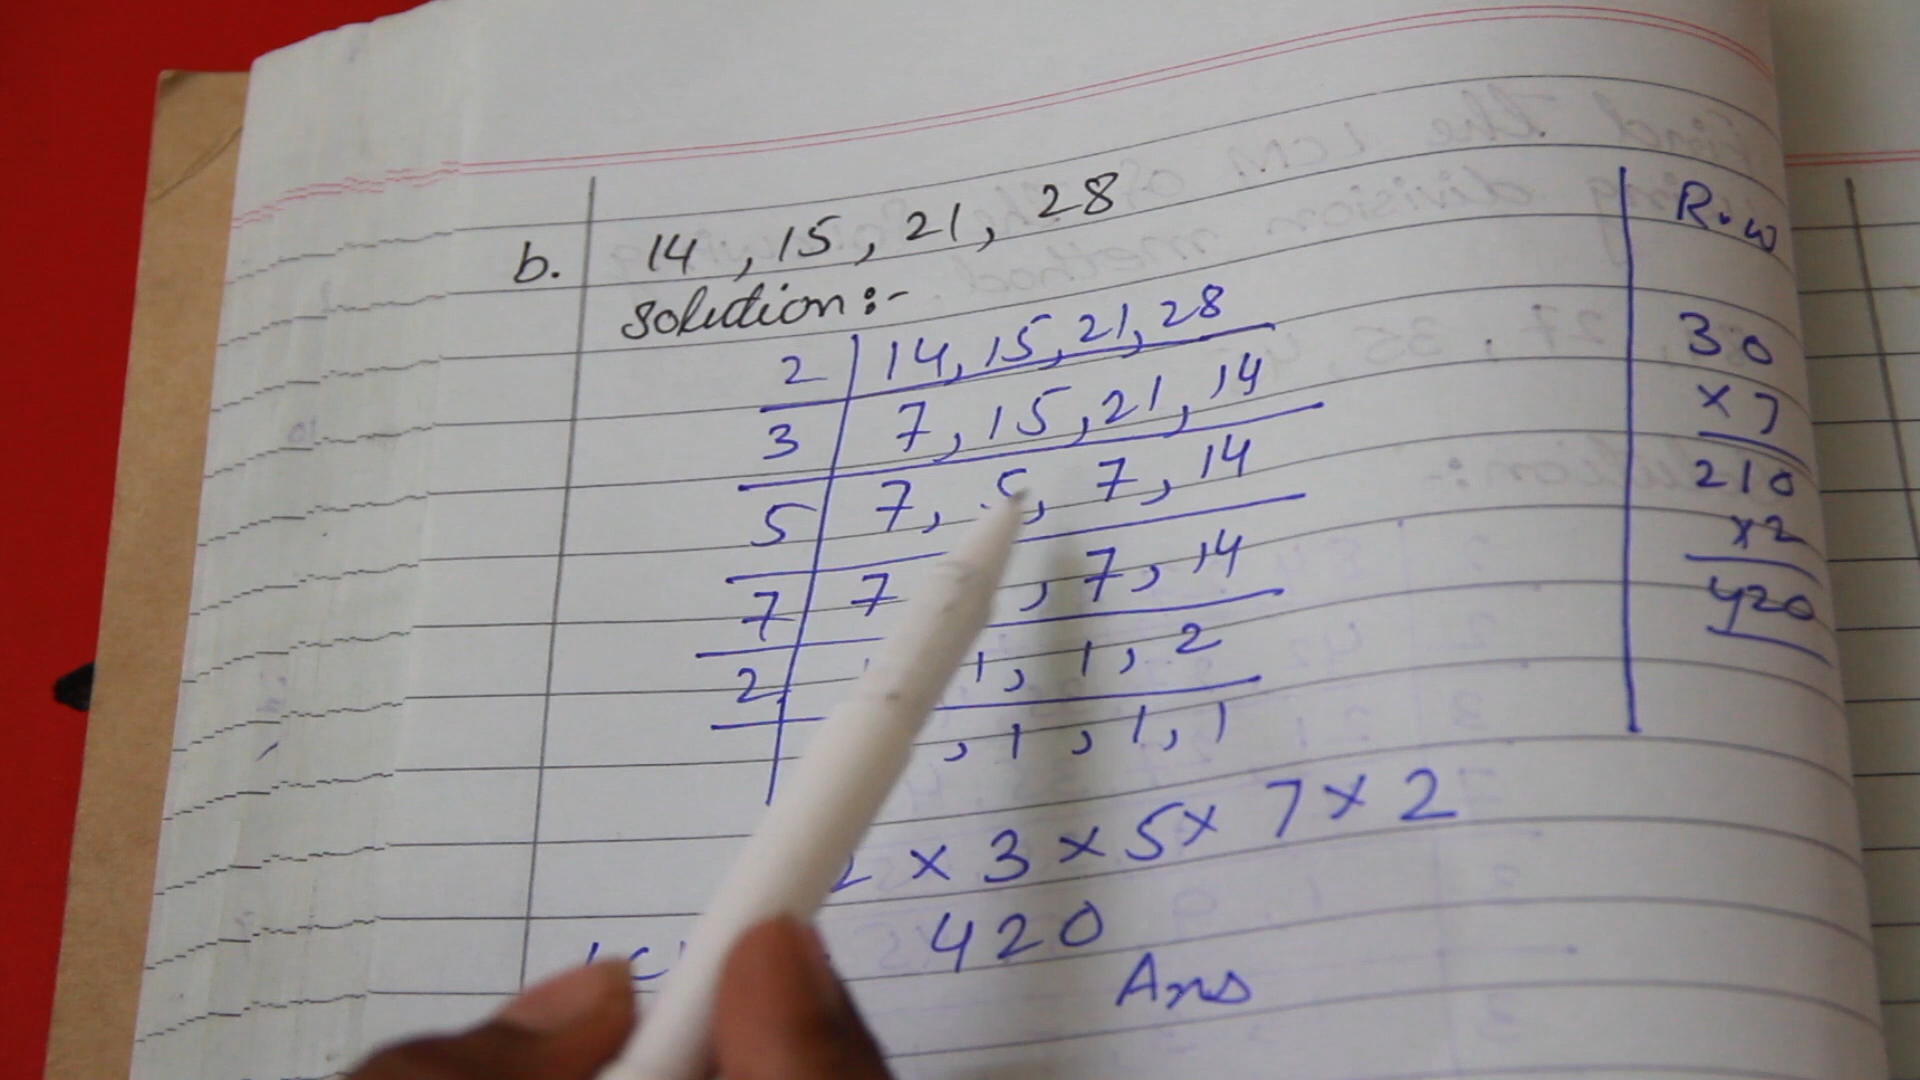 b. 14, 15, 21, 28
Solution:-
2 14, 15, 21, 28
3 7, 15, 21, 14
5 7, 5, 7, 14
7 7 , 7, 14
2 1, 1, 2
, 1, 1, 1
2 × 3 × 5 × 7 × 2
420
Ans
R.W
30
×7
210
×2
420